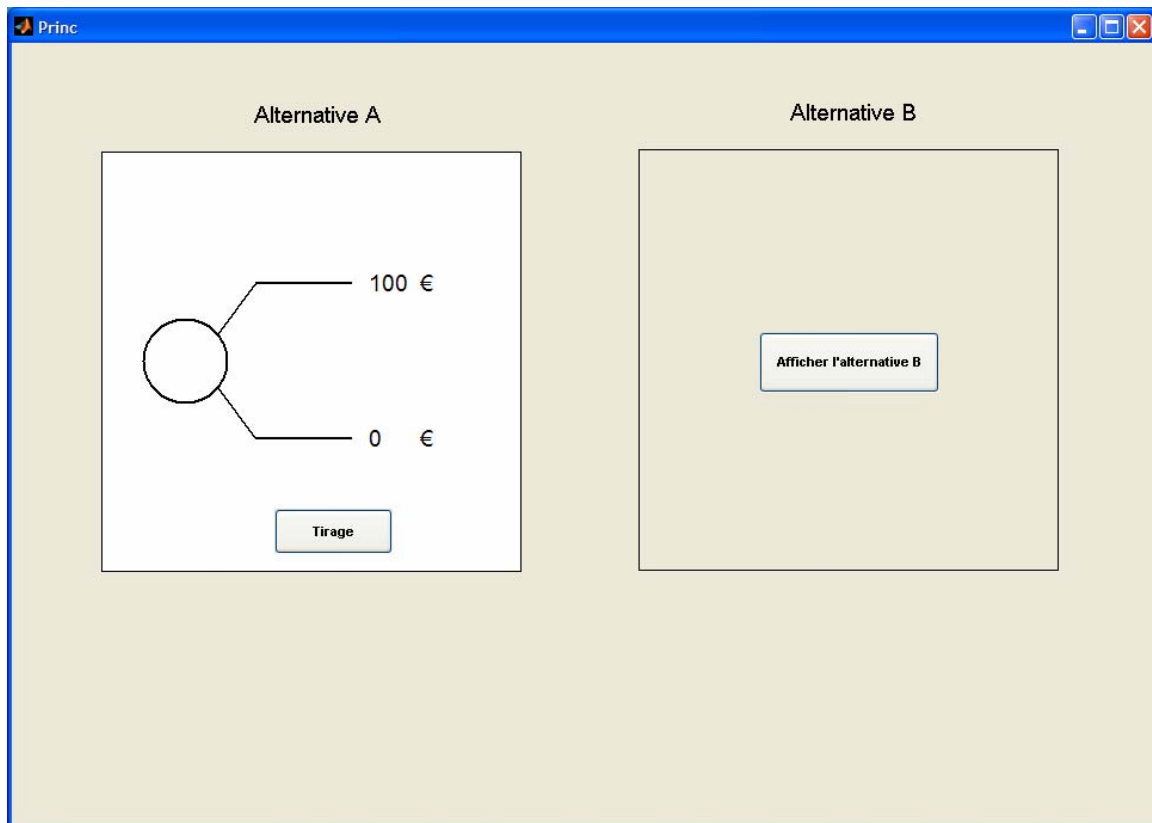 Princ
Alternative A
Alternative B
100 €
0 €
Tirage
Afficher l'alternative B